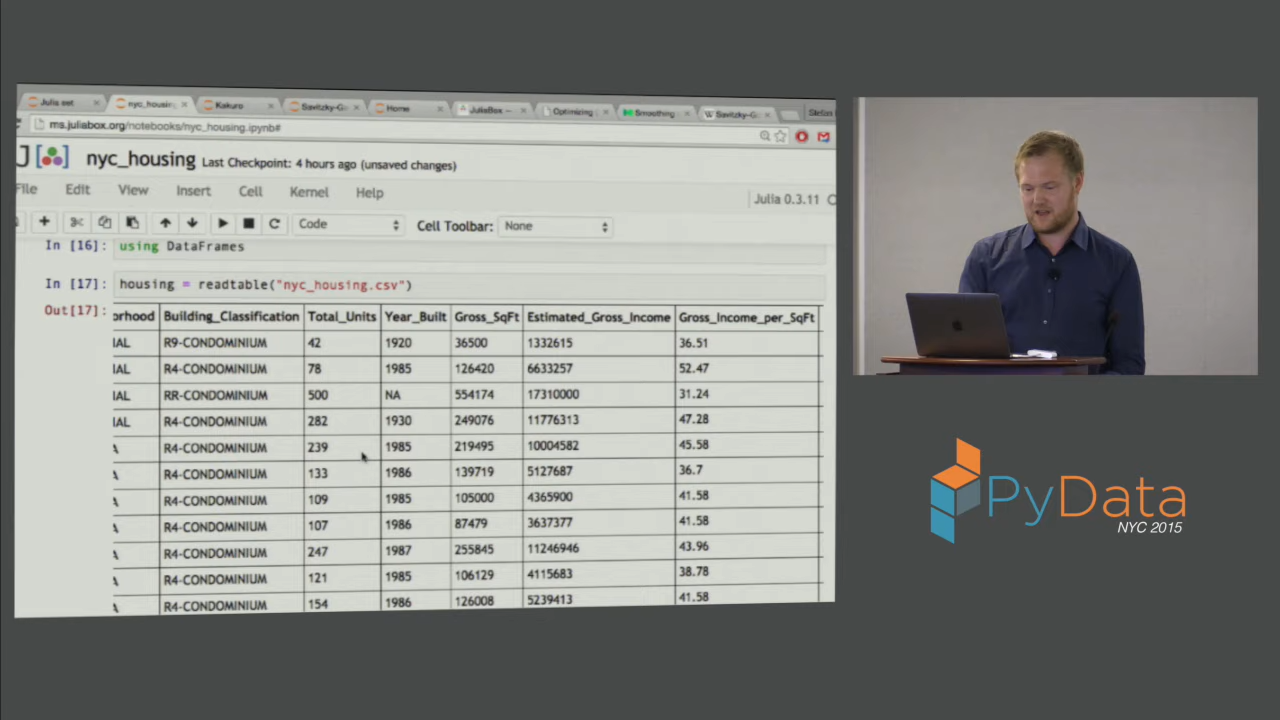 Julia set nyc_housing Kakuro Savitzky-G Home JuliaBox — Optimizing Smoothing Savitzky-G Stefan
ms.juliabox.org/notebooks/nyc_housing.ipynb#
nyc_housing Last Checkpoint: 4 hours ago (unsaved changes)
File Edit View Insert Cell Kernel Help
Julia 0.3.11
Code Cell Toolbar: None
In [16]: using DataFrames
In [17]: housing = readtable("nyc_housing.csv")
Out[17]:
orhood Building_Classification Total_Units Year_Built Gross_SqFt Estimated_Gross_Income Gross_Income_per_SqFt
IAL R9-CONDOMINIUM 42 1920 36500 1332615 36.51
IAL R4-CONDOMINIUM 78 1985 126420 6633257 52.47
IAL RR-CONDOMINIUM 500 NA 554174 17310000 31.24
IAL R4-CONDOMINIUM 282 1930 249076 11776313 47.28
A R4-CONDOMINIUM 239 1985 219495 10004582 45.58
A R4-CONDOMINIUM 133 1986 139719 5127687 36.7
A R4-CONDOMINIUM 109 1985 105000 4365900 41.58
A R4-CONDOMINIUM 107 1986 87479 3637377 41.58
A R4-CONDOMINIUM 247 1987 255845 11246946 43.96
A R4-CONDOMINIUM 121 1985 106129 4115683 38.78
A R4-CONDOMINIUM 154 1986 126008 5239413 41.58
PyData
NYC 2015